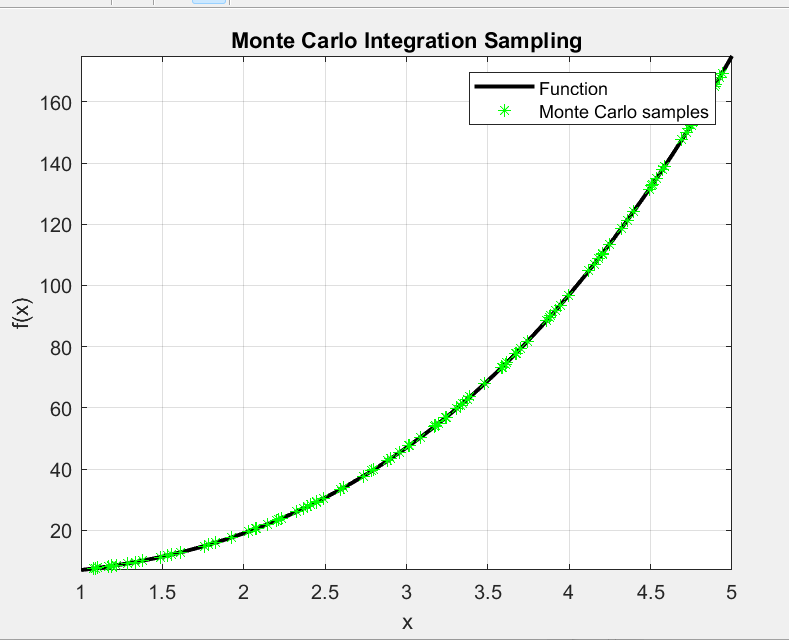 Monte Carlo Integration Sampling
Function
Monte Carlo samples
160
140
120
100
80
60
40
20
f(x)
1 1.5 2 2.5 3 3.5 4 4.5 5
x